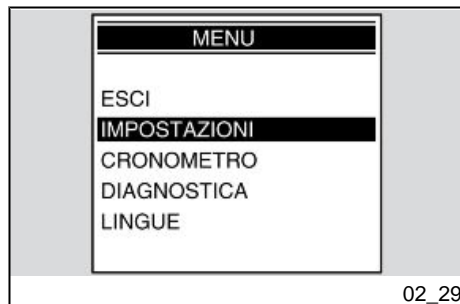 MENU
ESCI
IMPOSTAZIONI
CRONOMETRO
DIAGNOSTICA
LINGUE
02_29